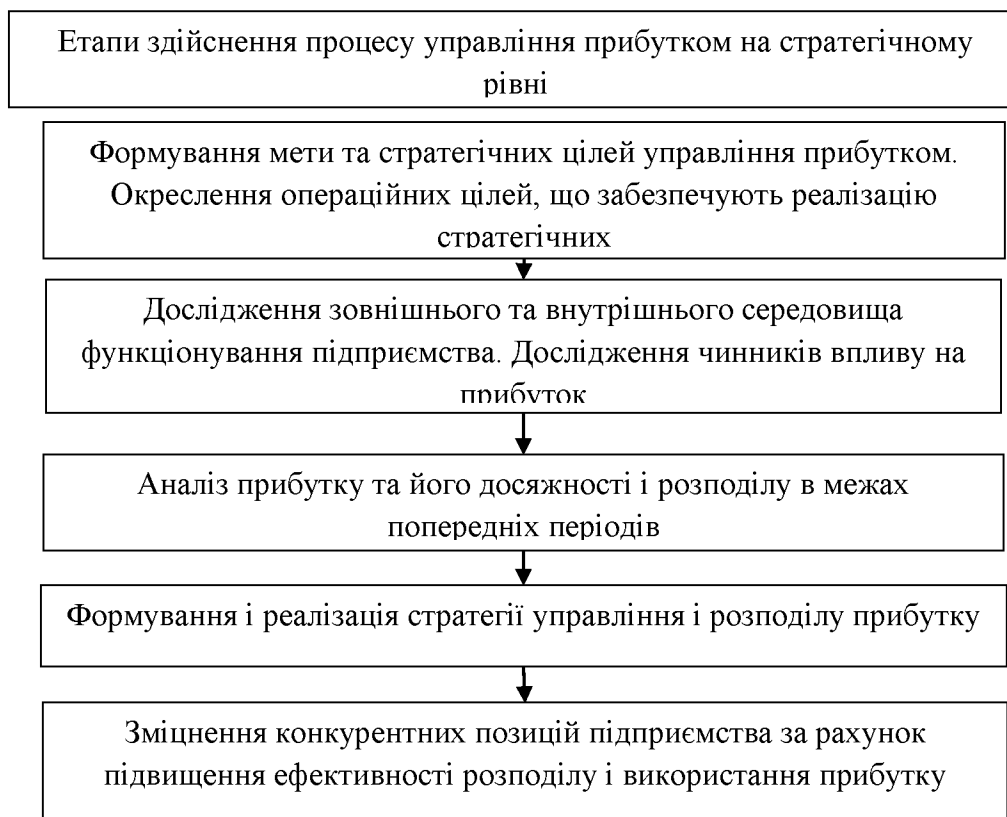 Етапи здійснення процесу управління прибутком на стратегічному
рівні
Формування мети та стратегічних цілей управління прибутком.
Окреслення операційних цілей, що забезпечують реалізацію
стратегічних
Дослідження зовнішнього та внутрішнього середовища
функціонування підприємства. Дослідження чинників впливу на
прибуток
Аналіз прибутку та його досяжності і розподілу в межах
попередніх періодів
Формування і реалізація стратегії управління і розподілу прибутку
Зміцнення конкурентних позицій підприємства за рахунок
підвищення ефективності розподілу і використання прибутку